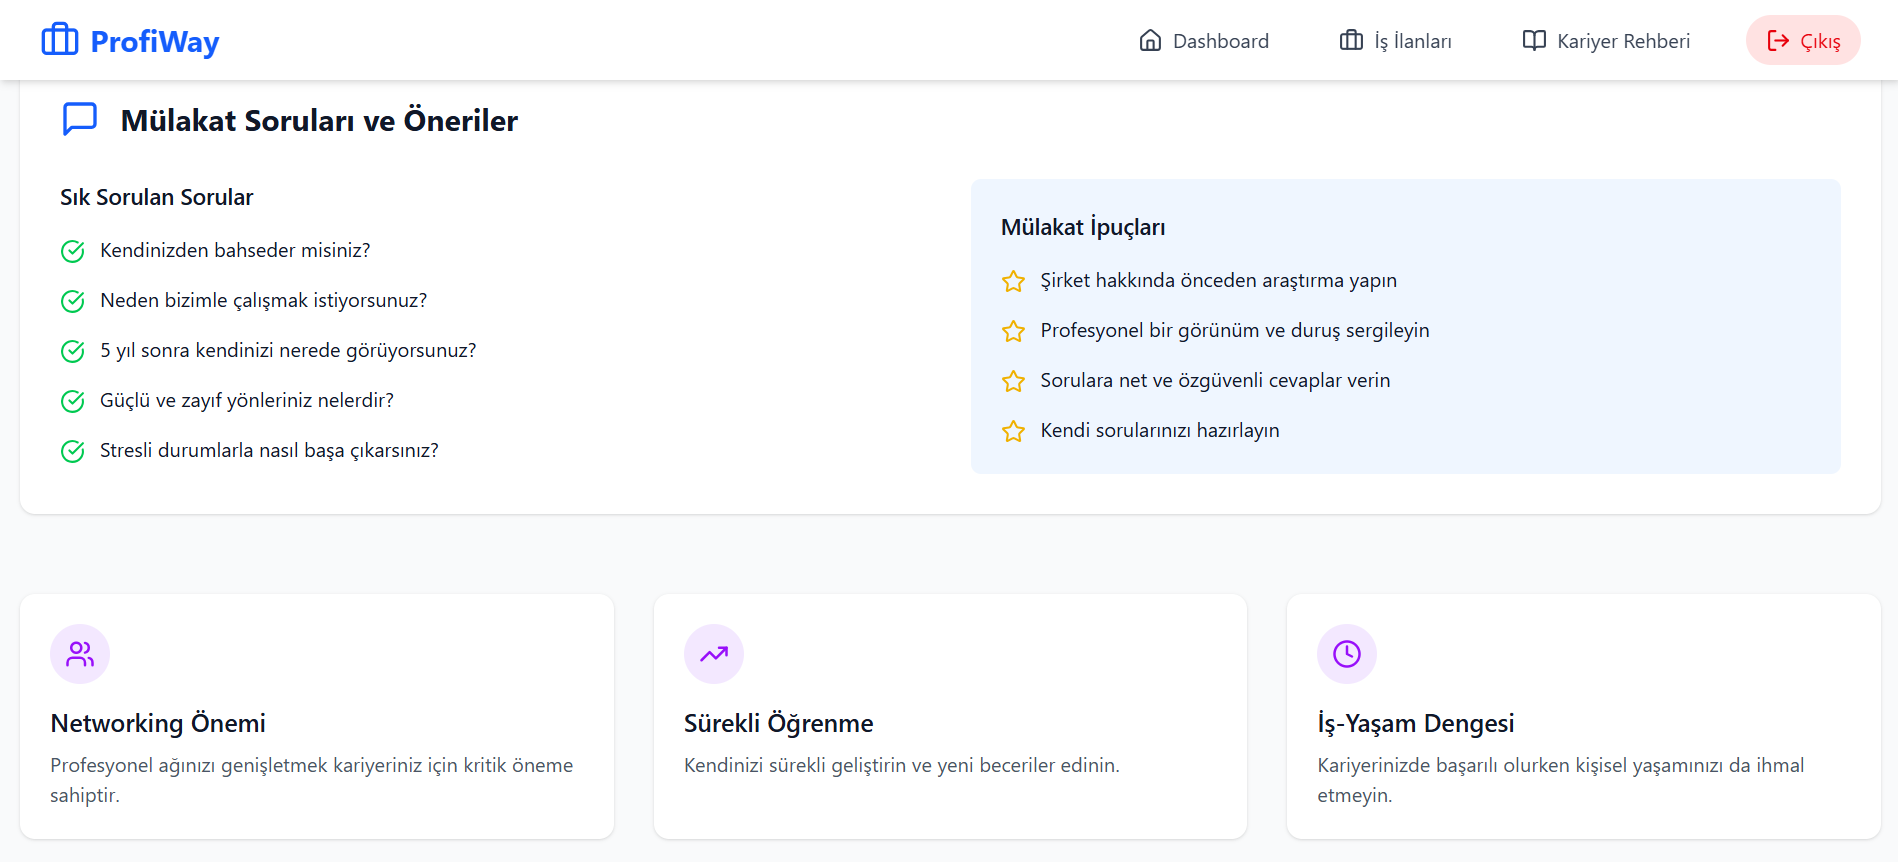 ProfiWay
Dashboard
İş İlanları
Kariyer Rehberi
Çıkış
Mülakat Soruları ve Öneriler
Sık Sorulan Sorular
Kendinizden bahseder misiniz?
Neden bizimle çalışmak istiyorsunuz?
5 yıl sonra kendinizi nerede görüyorsunuz?
Güçlü ve zayıf yönleriniz nelerdir?
Stresli durumlarla nasıl başa çıkarsınız?
Mülakat İpuçları
Şirket hakkında önceden araştırma yapın
Profesyonel bir görünüm ve duruş sergileyin
Sorulara net ve özgüvenli cevaplar verin
Kendi sorularınızı hazırlayın
Networking Önemi
Profesyonel ağınızı genişletmek kariyeriniz için kritik öneme
sahiptir.
Sürekli Öğrenme
Kendinizi sürekli geliştirin ve yeni beceriler edinin.
İş-Yaşam Dengesi
Kariyerinizde başarılı olurken kişisel yaşamınızı da ihmal
etmeyin.